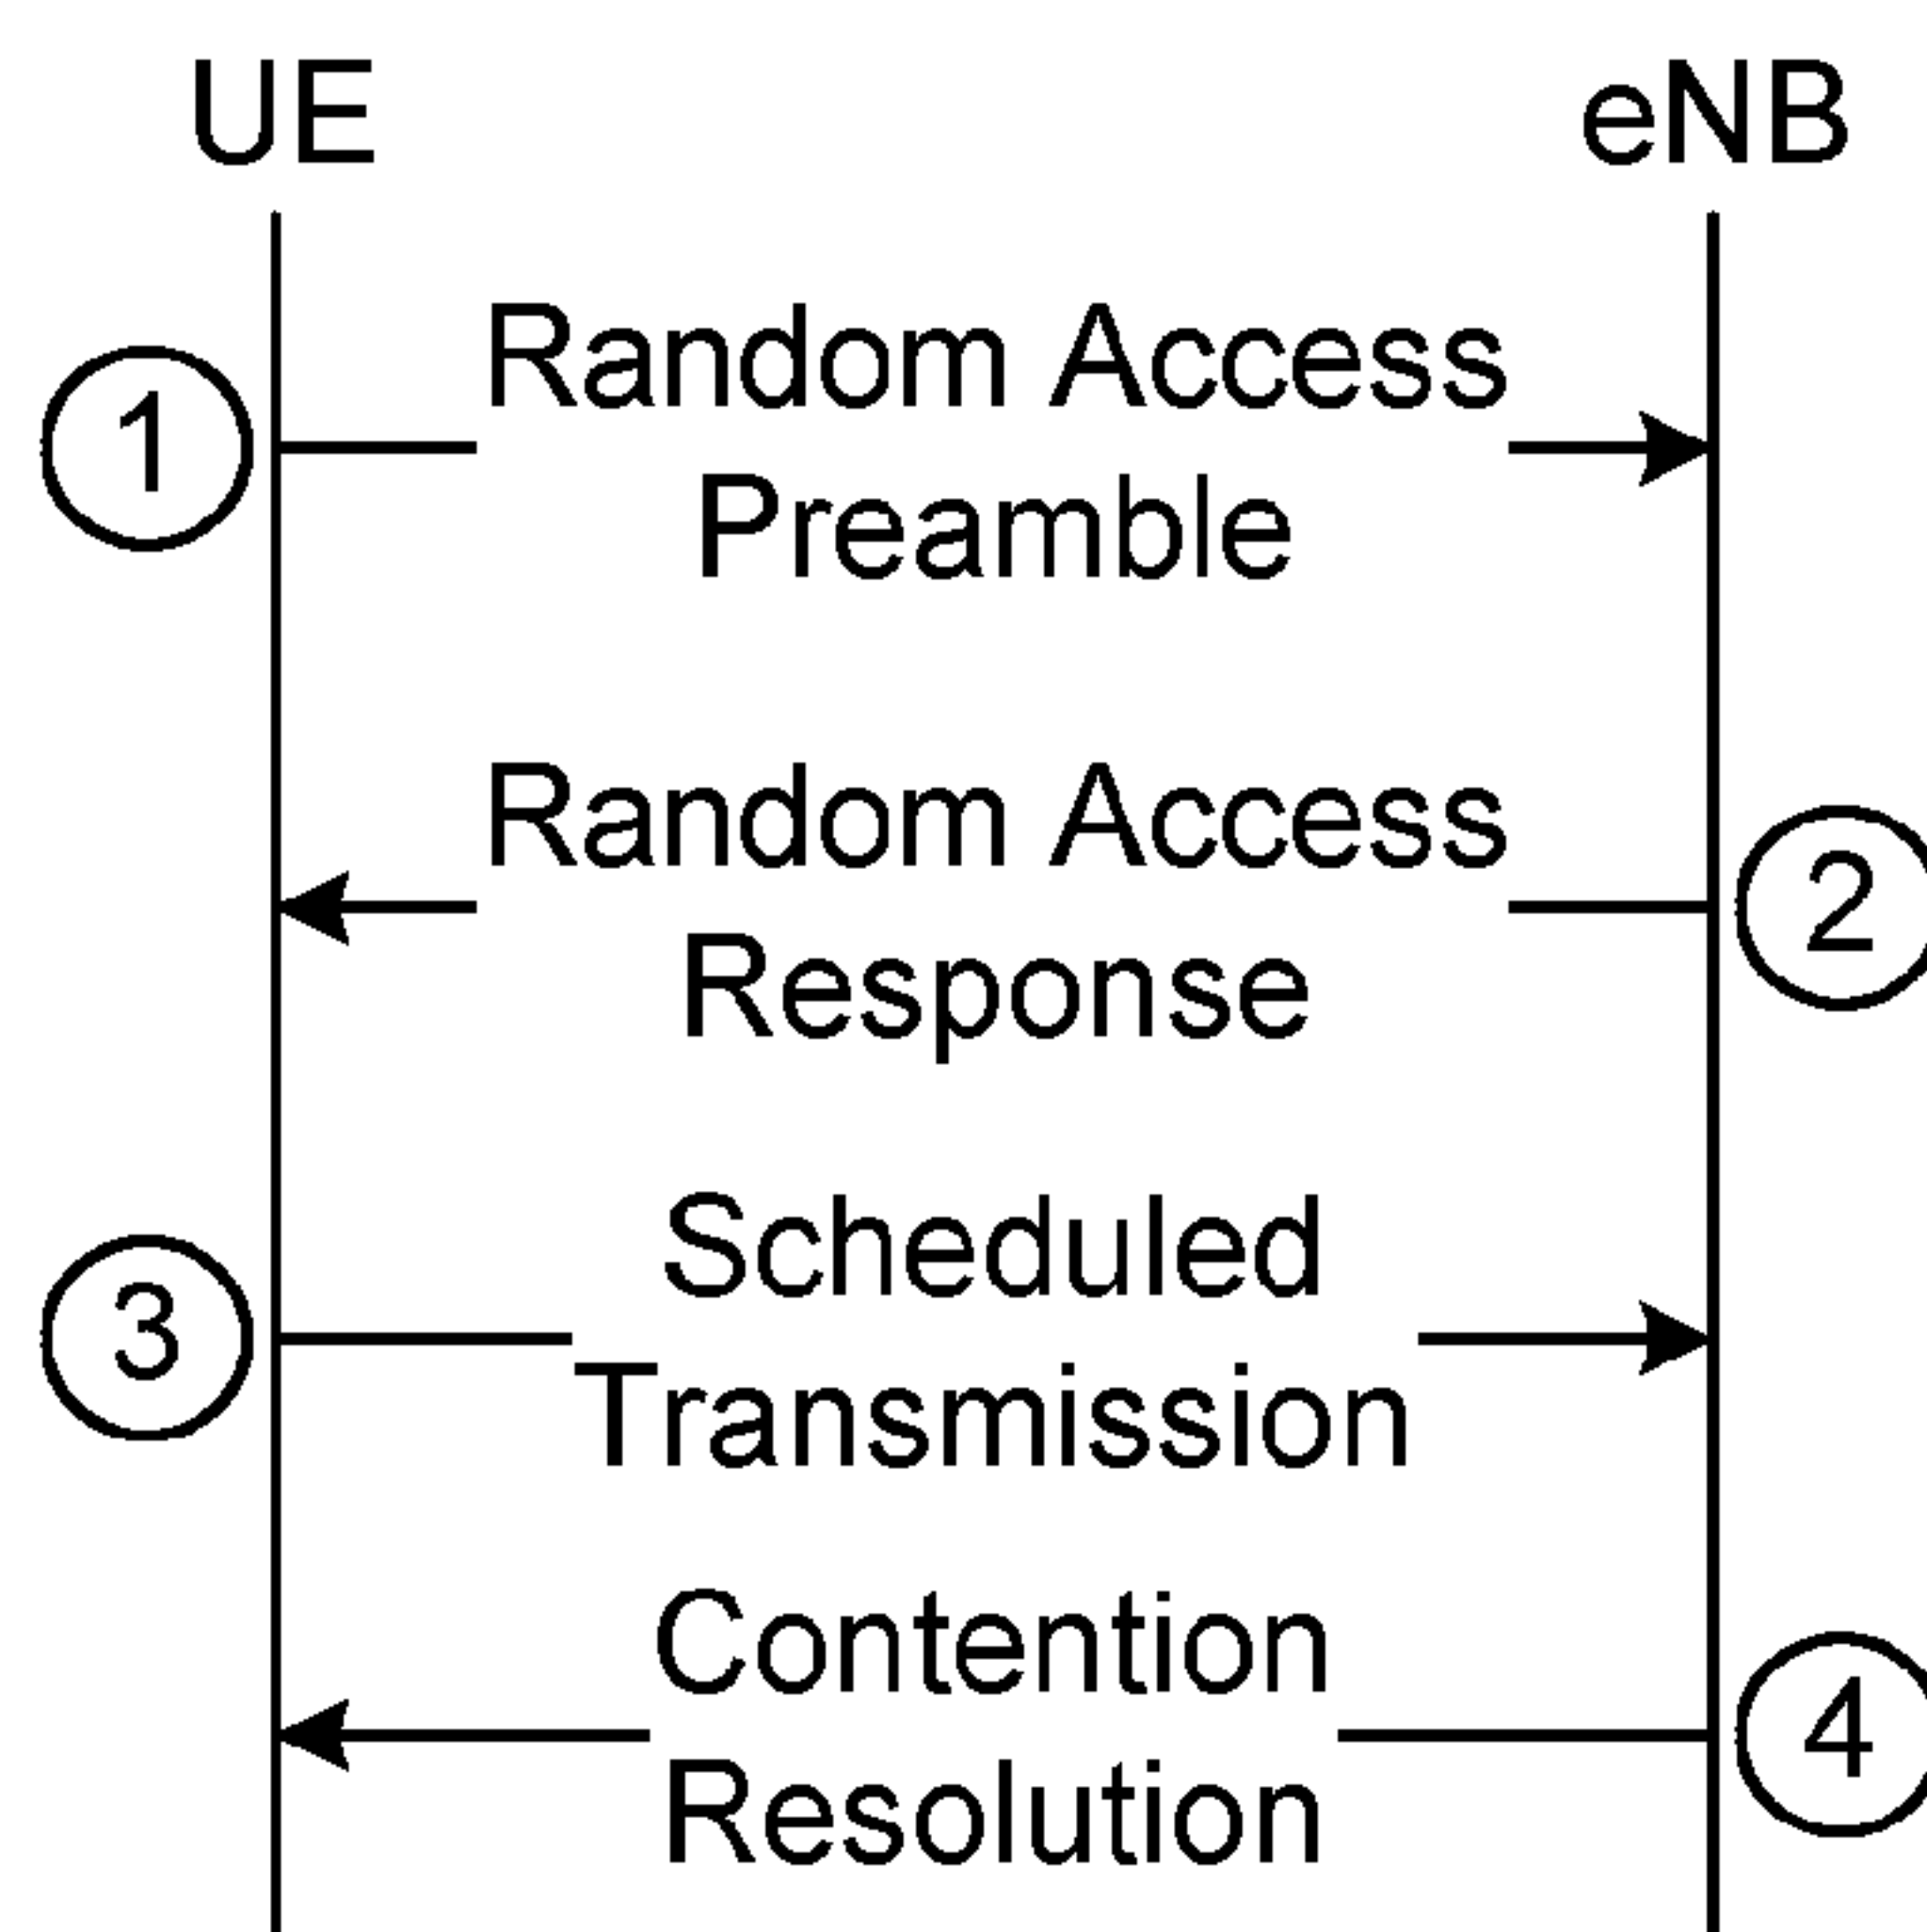 UE
eNB
Random Access
1
Preamble
Random Access
2
Response
Scheduled
3
Transmission
Contention
4
Resolution